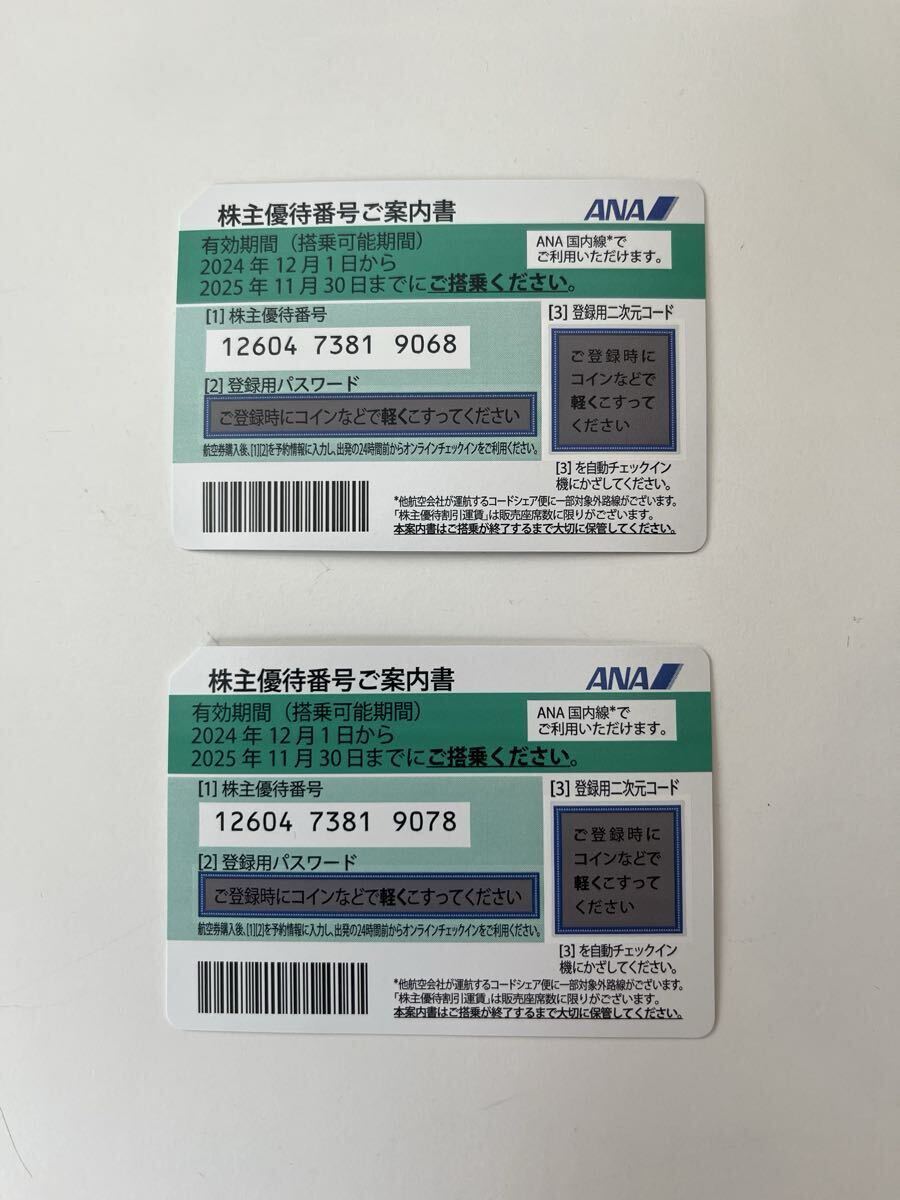 株主優待番号ご案内書
ANA
有効期間（搭乗可能期間）
2024年12月1日から
2025年11月30日までにご搭乗ください。
ANA国内線*で
ご利用いただけます。
[1]株主優待番号
12604 7381 9068
[2]登録用パスワード
ご登録時にコインなどで軽くこすってください
航空券購入後、[1][2]を予約情報に入力し、出発の24時間前からオンラインチェックインをご利用ください。
[3]登録用二次元コード
ご登録時に
コインなどで
軽くこすって
ください
[3]を自動チェックイン
機にかざしてください。
*他航空会社が運航するコードシェア便に一部対象外路線がございます。
「株主優待割引運賃」は販売座席数に限りがございます。
本案内書はご搭乗が終了するまで大切に保管してください。
株主優待番号ご案内書
ANA
有効期間（搭乗可能期間）
2024年12月1日から
2025年11月30日までにご搭乗ください。
ANA国内線*で
ご利用いただけます。
[1]株主優待番号
12604 7381 9078
[2]登録用パスワード
ご登録時にコインなどで軽くこすってください
航空券購入後、[1][2]を予約情報に入力し、出発の24時間前からオンラインチェックインをご利用ください。
[3]登録用二次元コード
ご登録時に
コインなどで
軽くこすって
ください
[3]を自動チェックイン
機にかざしてください。
*他航空会社が運航するコードシェア便に一部対象外路線がございます。
「株主優待割引運賃」は販売座席数に限りがございます。
本案内書はご搭乗が終了するまで大切に保管してください。